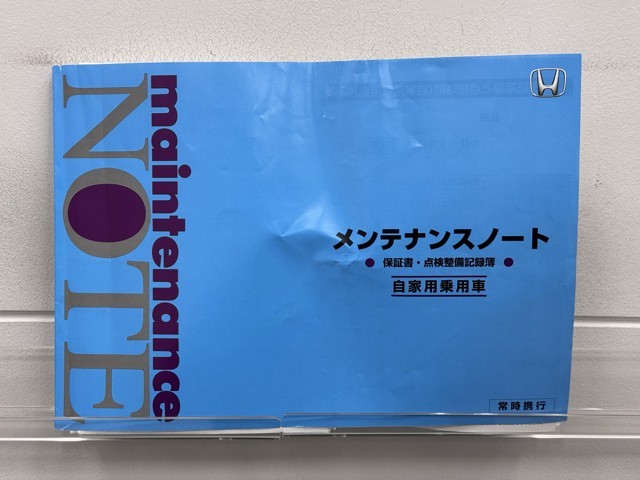 maintenance
NOTE
メンテナンスノート
● 保証書・点検整備記録簿 ●
自家用乗用車
常時携行